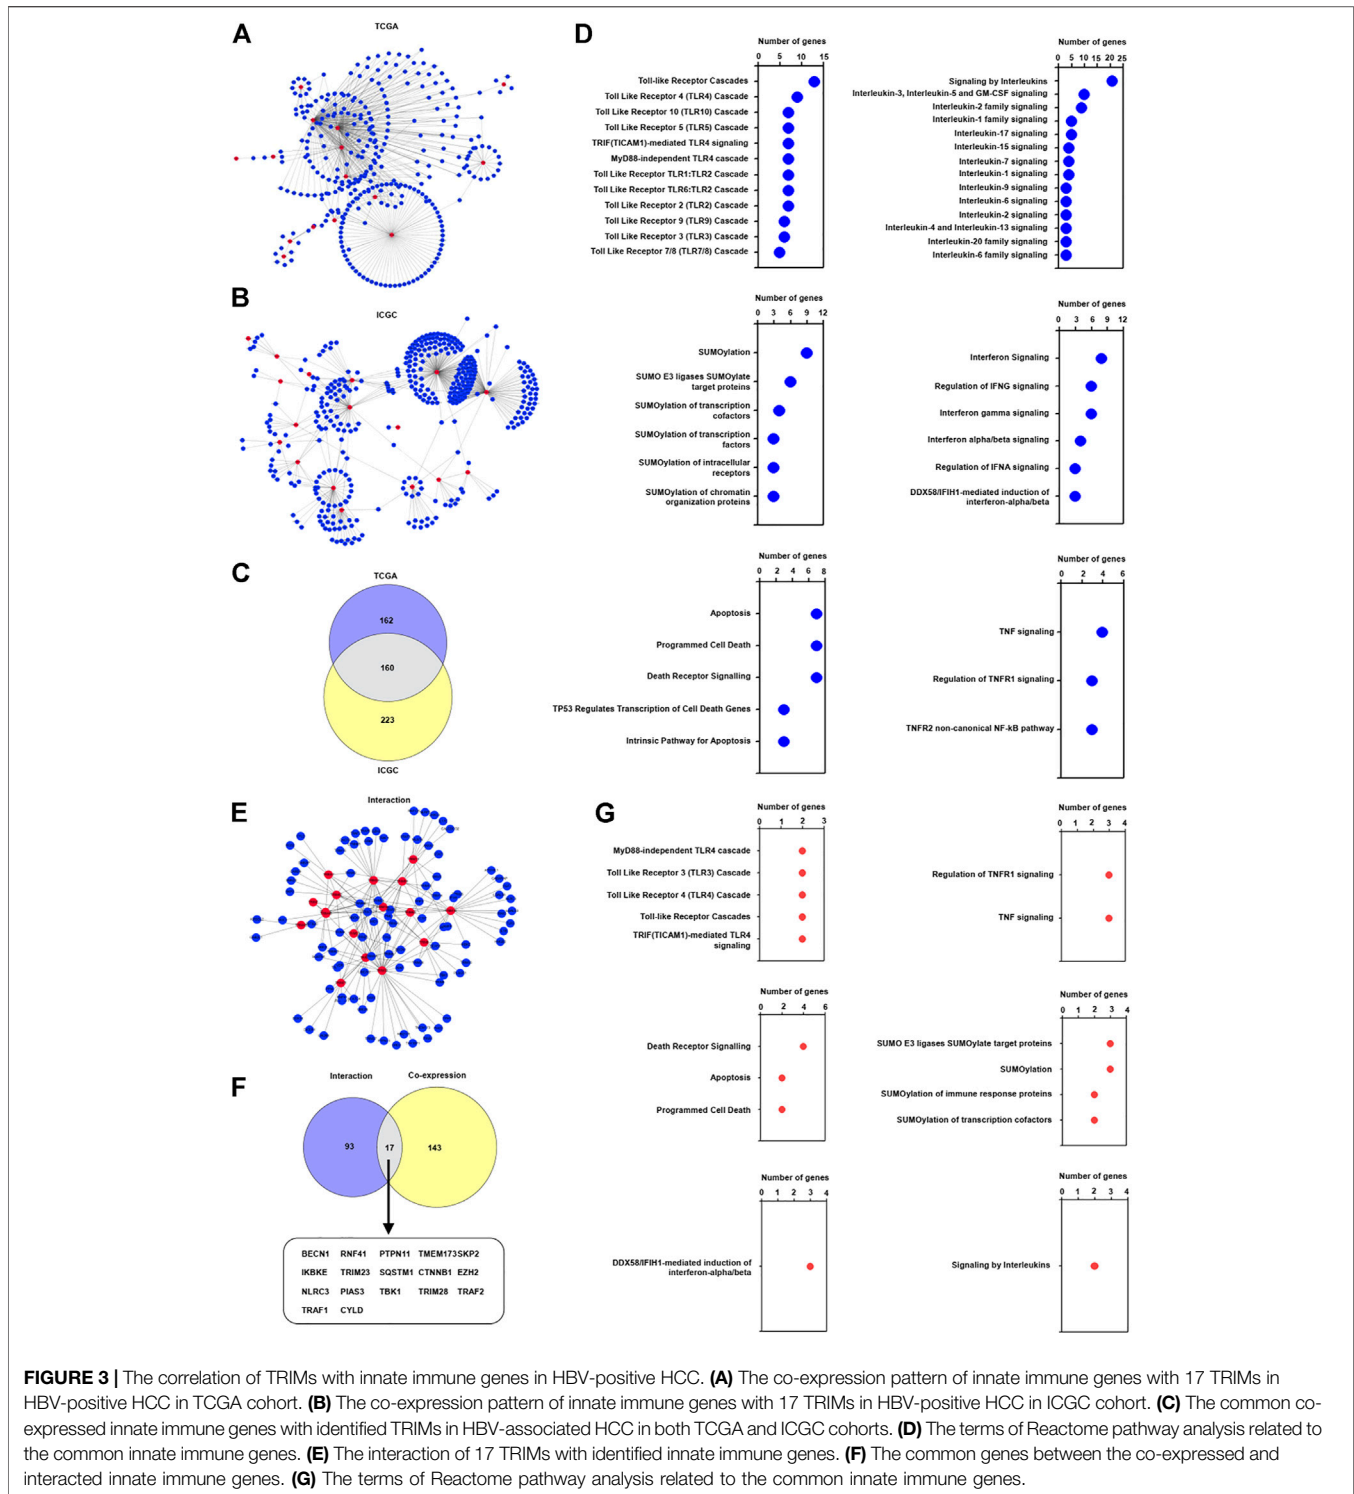 A
TCGA
B
ICGC
C
TCGA
162
160
223
ICGC
D
Number of genes
0 5 10 15
Toll-like Receptor Cascades
Toll Like Receptor 4 (TLR4) Cascade
Toll Like Receptor 10 (TLR10) Cascade
Toll Like Receptor 5 (TLR5) Cascade
TRIF(TICAM1)-mediated TLR4 signaling
MyD88-independent TLR4 cascade
Toll Like Receptor TLR1:TLR2 Cascade
Toll Like Receptor TLR6:TLR2 Cascade
Toll Like Receptor 2 (TLR2) Cascade
Toll Like Receptor 9 (TLR9) Cascade
Toll Like Receptor 3 (TLR3) Cascade
Toll Like Receptor 7/8 (TLR7/8) Cascade
Number of genes
0 5 10 15 20 25
Signaling by Interleukins
Interleukin-3, Interleukin-5 and GM-CSF signaling
Interleukin-2 family signaling
Interleukin-1 family signaling
Interleukin-17 signaling
Interleukin-15 signaling
Interleukin-7 signaling
Interleukin-1 signaling
Interleukin-9 signaling
Interleukin-6 signaling
Interleukin-2 signaling
Interleukin-4 and Interleukin-13 signaling
Interleukin-20 family signaling
Interleukin-6 family signaling
Number of genes
0 3 6 9 12
SUMOylation
SUMO E3 ligases SUMOylate
target proteins
SUMOylation of transcription
cofactors
SUMOylation of transcription
factors
SUMOylation of intracellular
receptors
SUMOylation of chromatin
organization proteins
Number of genes
0 3 6 9 12
Interferon Signaling
Regulation of IFNG signaling
Interferon gamma signaling
Interferon alpha/beta signaling
Regulation of IFNA signaling
DDX58/IFIH1-mediated induction of
interferon-alpha/beta
Number of genes
0 2 4 6 8
Apoptosis
Programmed Cell Death
Death Receptor Signalling
TP53 Regulates Transcription of Cell Death Genes
Intrinsic Pathway for Apoptosis
Number of genes
0 2 4 6
TNF signaling
Regulation of TNFR1 signaling
TNFR2 non-canonical NF-kB pathway
E
Interaction
F
Interaction
Co-expression
93
17
143
BECN1 RNF41 PTPN11 TMEM173 SKP2
IKBKE TRIM23 SQSTM1 CTNNB1 EZH2
NLRC3 PIAS3 TBK1 TRIM28 TRAF2
TRAF1 CYLD
G
Number of genes
0 1 2 3
MyD88-independent TLR4 cascade
Toll Like Receptor 3 (TLR3) Cascade
Toll Like Receptor 4 (TLR4) Cascade
Toll-like Receptor Cascades
TRIF(TICAM1)-mediated TLR4
signaling
Number of genes
0 1 2 3 4
Regulation of TNFR1 signaling
TNF signaling
Number of genes
0 2 4 6
Death Receptor Signalling
Apoptosis
Programmed Cell Death
Number of genes
0 1 2 3 4
SUMO E3 ligases SUMOylate target proteins
SUMOylation
SUMOylation of immune response proteins
SUMOylation of transcription cofactors
Number of genes
0 1 2 3 4
DDX58/IFIH1-mediated induction of
interferon-alpha/beta
Number of genes
0 1 2 3 4
Signaling by Interleukins
FIGURE 3 | The correlation of TRIMs with innate immune genes in HBV-positive HCC. (A) The co-expression pattern of innate immune genes with 17 TRIMs in
HBV-positive HCC in TCGA cohort. (B) The co-expression pattern of innate immune genes with 17 TRIMs in HBV-positive HCC in ICGC cohort. (C) The common co-
expressed innate immune genes with identified TRIMs in HBV-associated HCC in both TCGA and ICGC cohorts. (D) The terms of Reactome pathway analysis related to
the common innate immune genes. (E) The interaction of 17 TRIMs with identified innate immune genes. (F) The common genes between the co-expressed and
interacted innate immune genes. (G) The terms of Reactome pathway analysis related to the common innate immune genes.